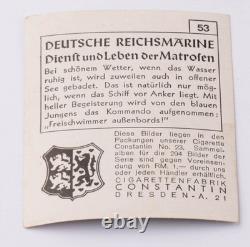 53
DEUTSCHE REICHSMARINE
Dienst und Leben der Matrosen
Bei schönem Wetter, wenn das Wasser
ruhig ist, wird zuweilen auch in offener
See gebadet. Das ist natürlich nur mög-
lich, wenn das Schiff vor Anker liegt. Mit
heller Begeisterung wird von den blauen
Jungens das Kommando aufgenommen:
„Freischwimmer außenbords!"
Diese Bilder liegen in den
Packungen unserer Cigarette
Constantin No. 23, Sammel-
alben für die 294 Bilder der
Serie sind gegen Voreinsen-
dung von RM. 1,— durch uns oder
jeden Händler erhältlich.
CIGARETTENFABRIK
CONSTANTIN
DRESDEN-A. 21